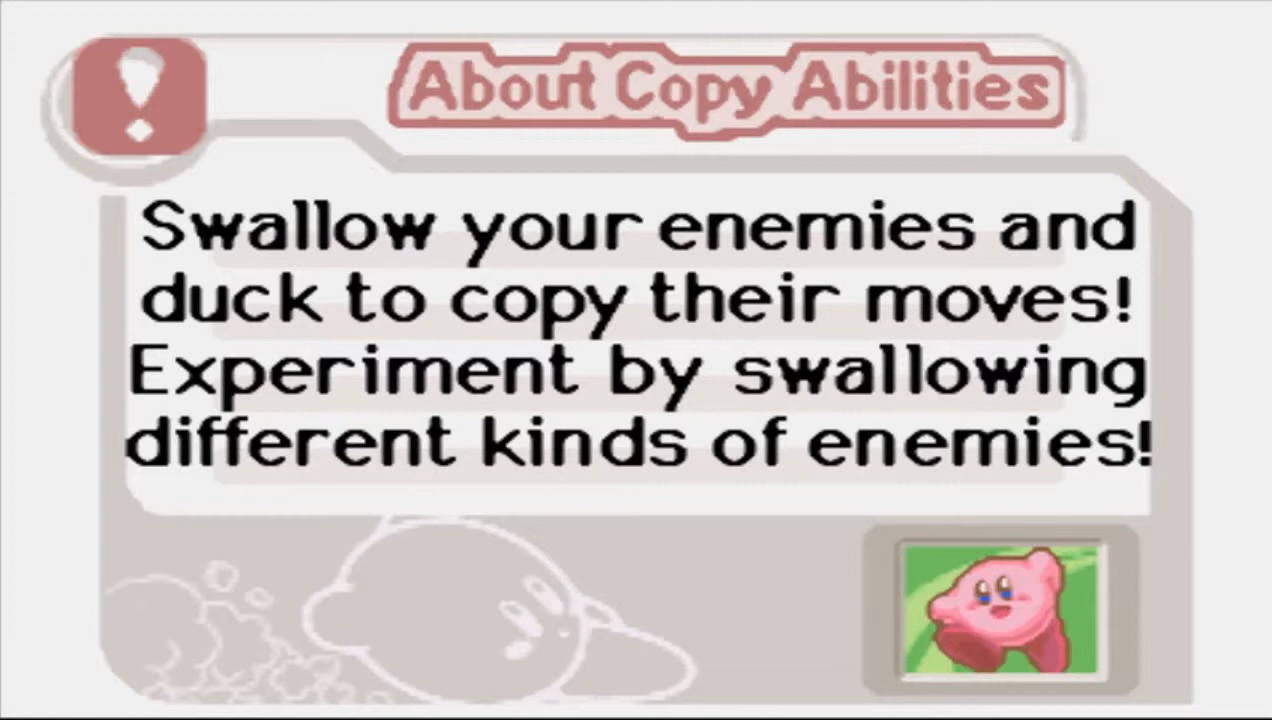 About Copy Abilities
Swallow your enemies and
duck to copy their moves!
Experiment by swallowing
different kinds of enemies!